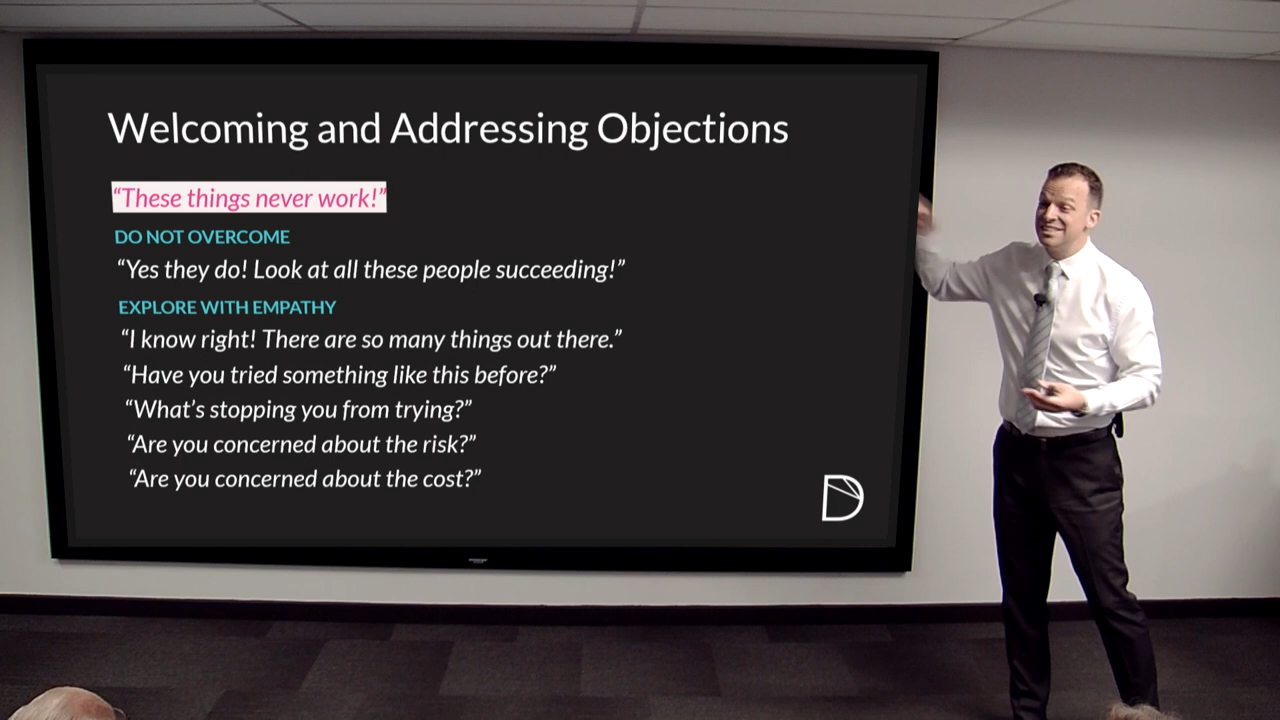 Welcoming and Addressing Objections
“These things never work!”
DO NOT OVERCOME
“Yes they do! Look at all these people succeeding!”
EXPLORE WITH EMPATHY
“I know right! There are so many things out there.”
“Have you tried something like this before?”
“What’s stopping you from trying?”
“Are you concerned about the risk?”
“Are you concerned about the cost?”